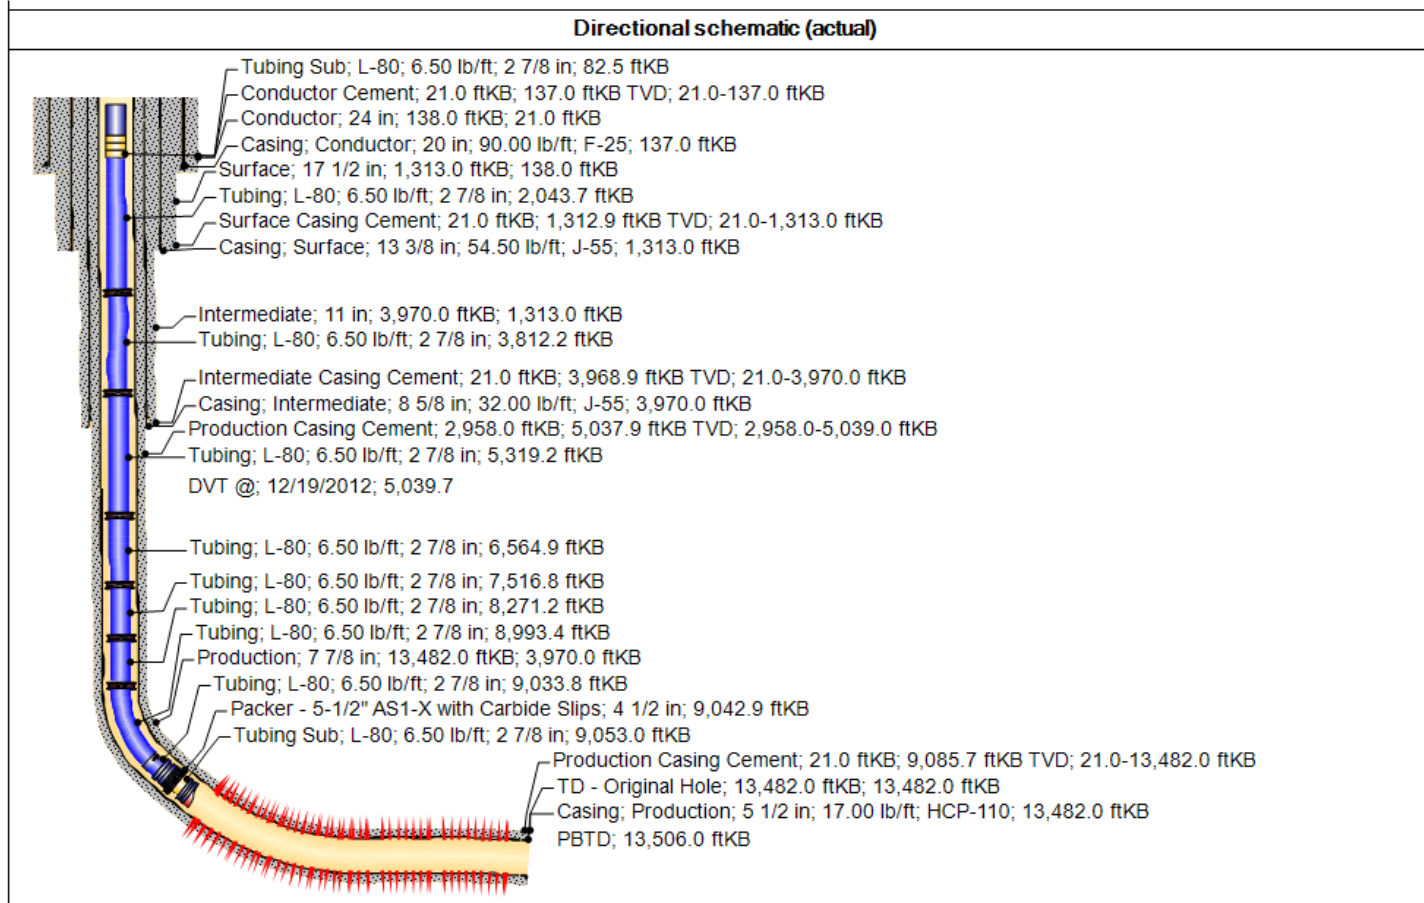 Directional schematic (actual)
Tubing Sub; L-80; 6.50 lb/ft; 2 7/8 in; 82.5 ftKB
Conductor Cement; 21.0 ftKB; 137.0 ftKB TVD; 21.0-137.0 ftKB
Conductor; 24 in; 138.0 ftKB; 21.0 ftKB
Casing; Conductor; 20 in; 90.00 lb/ft; F-25; 137.0 ftKB
Surface; 17 1/2 in; 1,313.0 ftKB; 138.0 ftKB
Tubing; L-80; 6.50 lb/ft; 2 7/8 in; 2,043.7 ftKB
Surface Casing Cement; 21.0 ftKB; 1,312.9 ftKB TVD; 21.0-1,313.0 ftKB
Casing; Surface; 13 3/8 in; 54.50 lb/ft; J-55; 1,313.0 ftKB
Intermediate; 11 in; 3,970.0 ftKB; 1,313.0 ftKB
Tubing; L-80; 6.50 lb/ft; 2 7/8 in; 3,812.2 ftKB
Intermediate Casing Cement; 21.0 ftKB; 3,968.9 ftKB TVD; 21.0-3,970.0 ftKB
Casing; Intermediate; 8 5/8 in; 32.00 lb/ft; J-55; 3,970.0 ftKB
Production Casing Cement; 2,958.0 ftKB; 5,037.9 ftKB TVD; 2,958.0-5,039.0 ftKB
Tubing; L-80; 6.50 lb/ft; 2 7/8 in; 5,319.2 ftKB
DVT @; 12/19/2012; 5,039.7
Tubing; L-80; 6.50 lb/ft; 2 7/8 in; 6,564.9 ftKB
Tubing; L-80; 6.50 lb/ft; 2 7/8 in; 7,516.8 ftKB
Tubing; L-80; 6.50 lb/ft; 2 7/8 in; 8,271.2 ftKB
Tubing; L-80; 6.50 lb/ft; 2 7/8 in; 8,993.4 ftKB
Production; 7 7/8 in; 13,482.0 ftKB; 3,970.0 ftKB
Tubing; L-80; 6.50 lb/ft; 2 7/8 in; 9,033.8 ftKB
Packer - 5-1/2" AS1-X with Carbide Slips; 4 1/2 in; 9,042.9 ftKB
Tubing Sub; L-80; 6.50 lb/ft; 2 7/8 in; 9,053.0 ftKB
Production Casing Cement; 21.0 ftKB; 9,085.7 ftKB TVD; 21.0-13,482.0 ftKB
TD - Original Hole; 13,482.0 ftKB; 13,482.0 ftKB
Casing; Production; 5 1/2 in; 17.00 lb/ft; HCP-110; 13,482.0 ftKB
PBTD; 13,506.0 ftKB